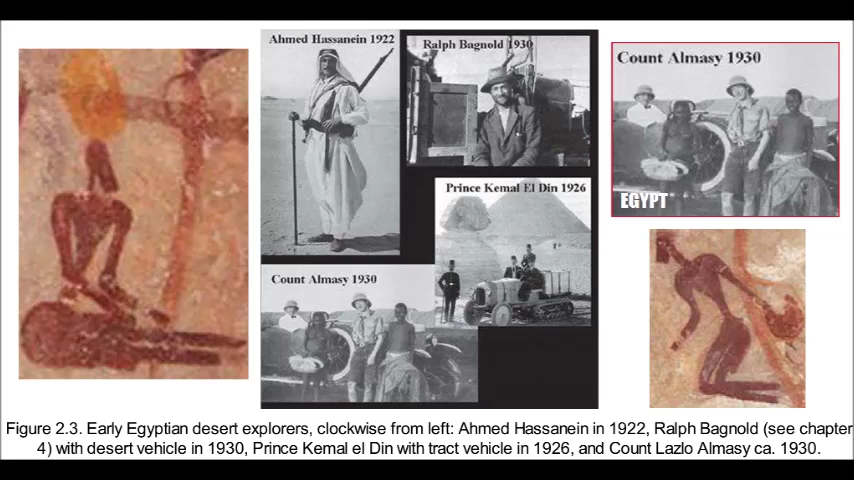 Ahmed Hassanein 1922
Ralph Bagnold 1930
Prince Kemal El Din 1926
Count Almasy 1930
Count Almasy 1930
EGYPT
Figure 2.3. Early Egyptian desert explorers, clockwise from left: Ahmed Hassanein in 1922, Ralph Bagnold (see chapter
4) with desert vehicle in 1930, Prince Kemal el Din with tract vehicle in 1926, and Count Lazlo Almasy ca. 1930.